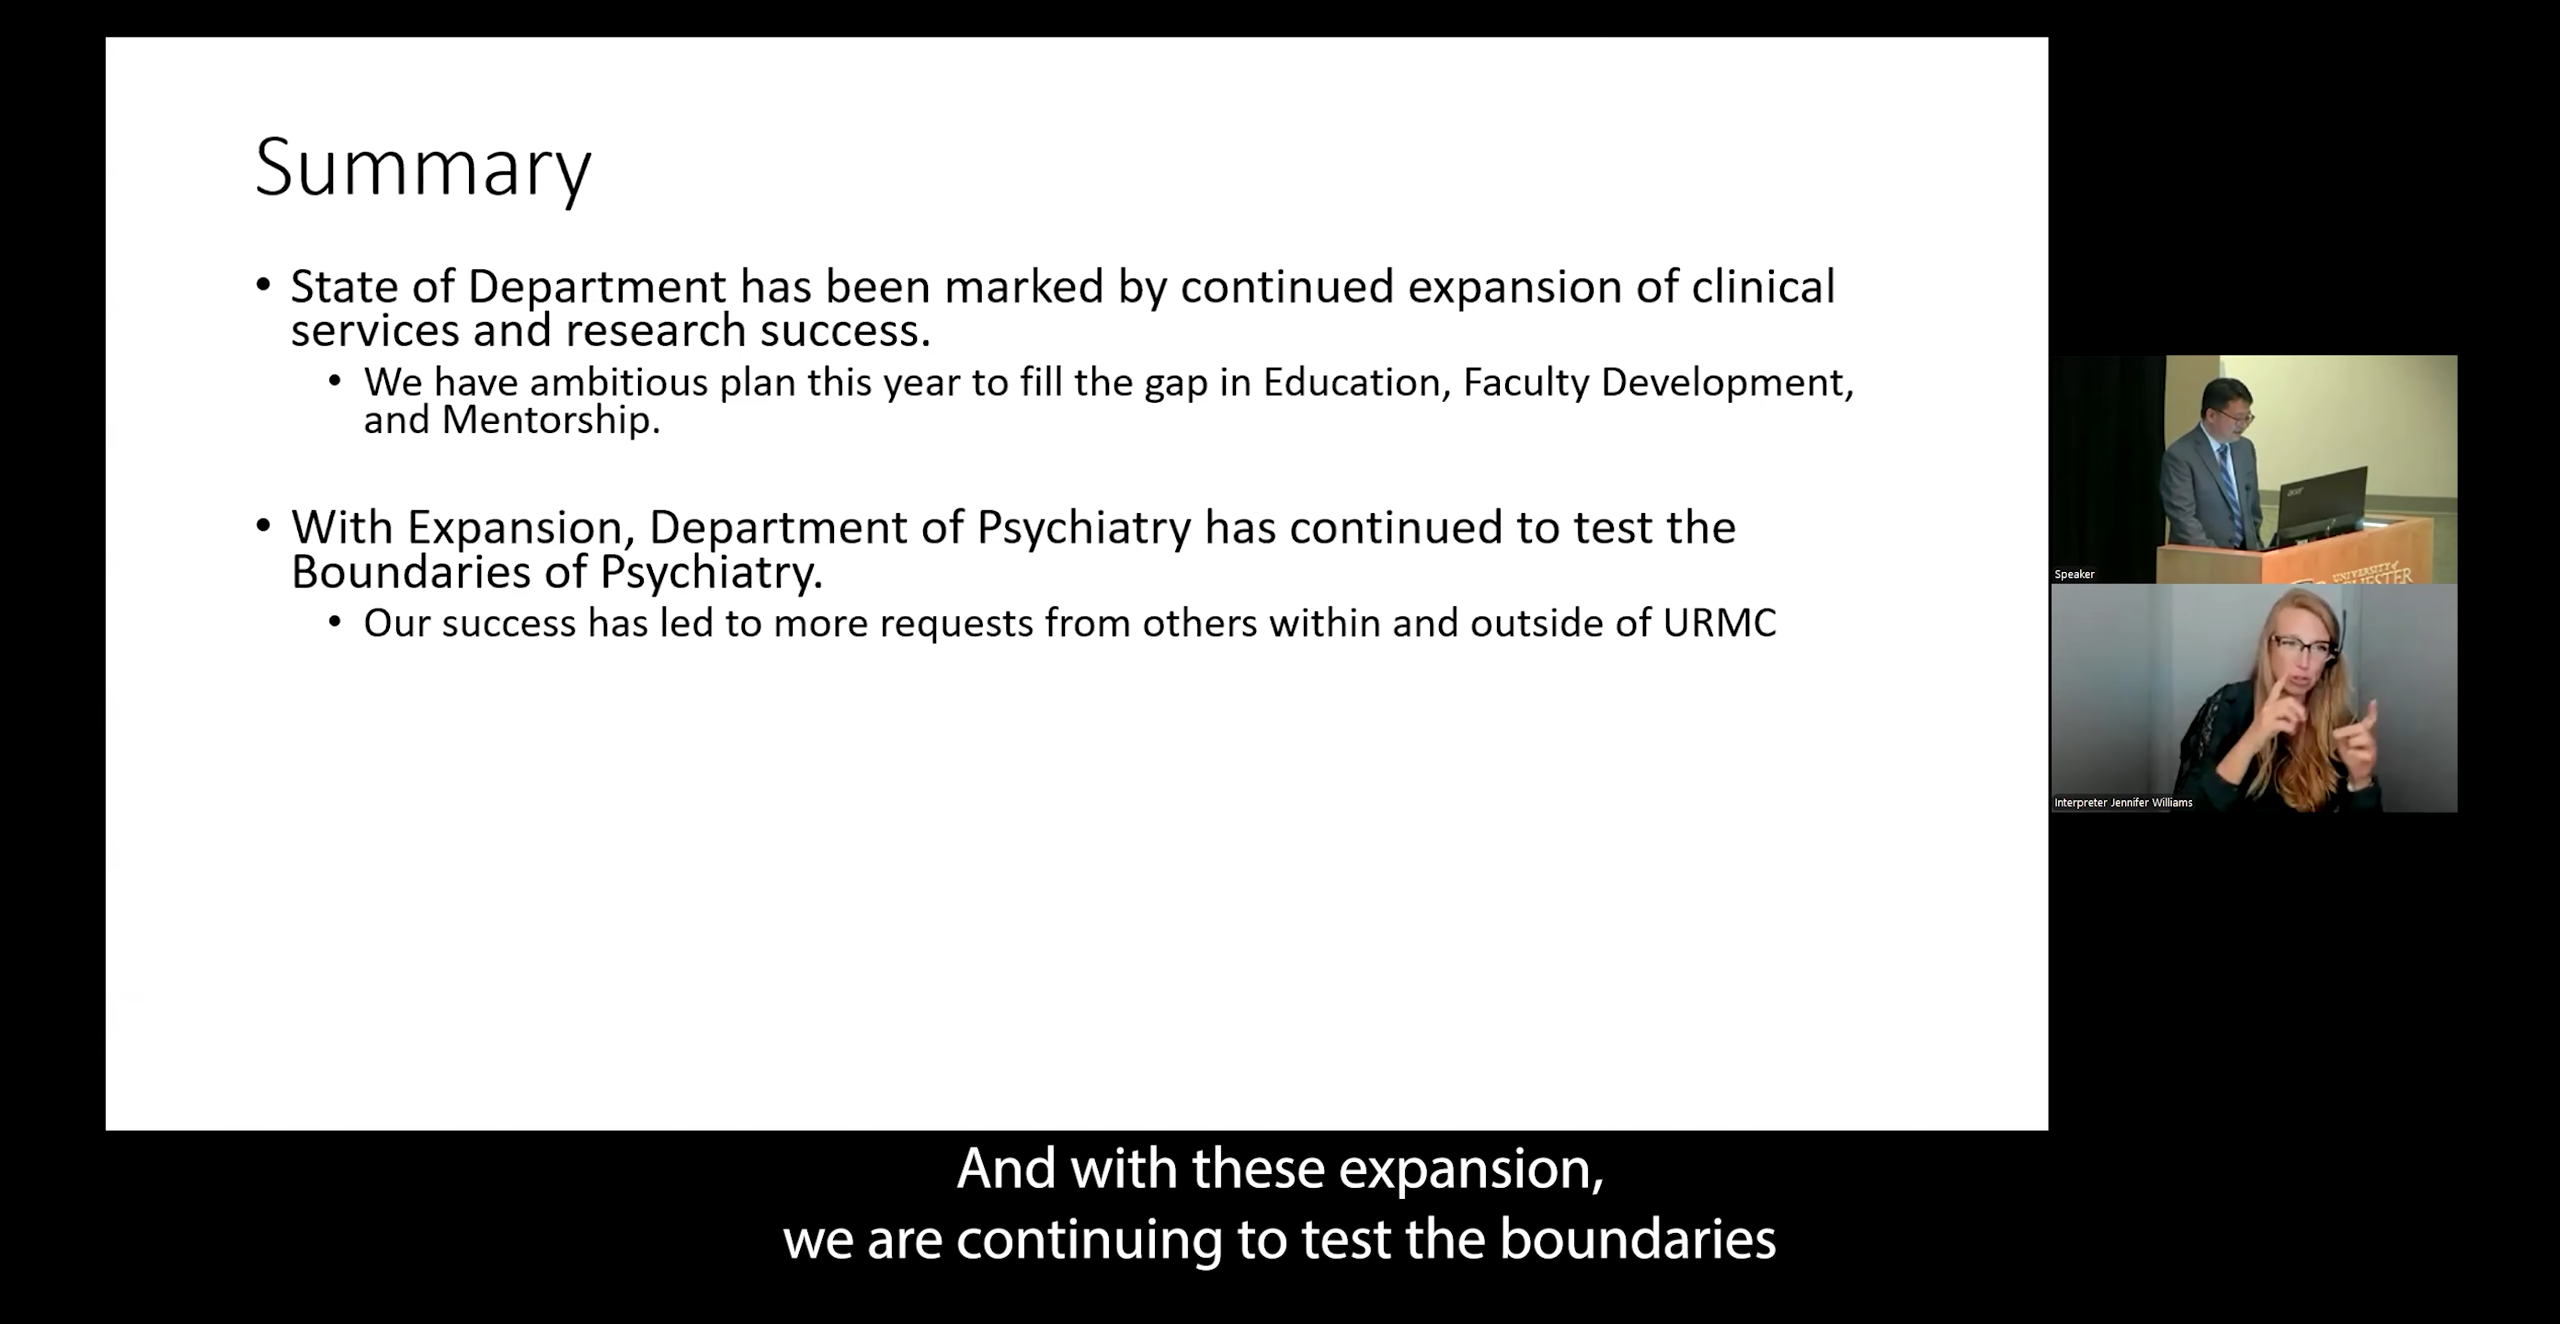 Summary
• State of Department has been marked by continued expansion of clinical
services and research success.
• We have ambitious plan this year to fill the gap in Education, Faculty Development,
and Mentorship.
• With Expansion, Department of Psychiatry has continued to test the
Boundaries of Psychiatry.
• Our success has led to more requests from others within and outside of URMC
acer
UNIVERSITY of
Speaker
Interpreter Jennifer Williams
And with these expansion,
we are continuing to test the boundaries